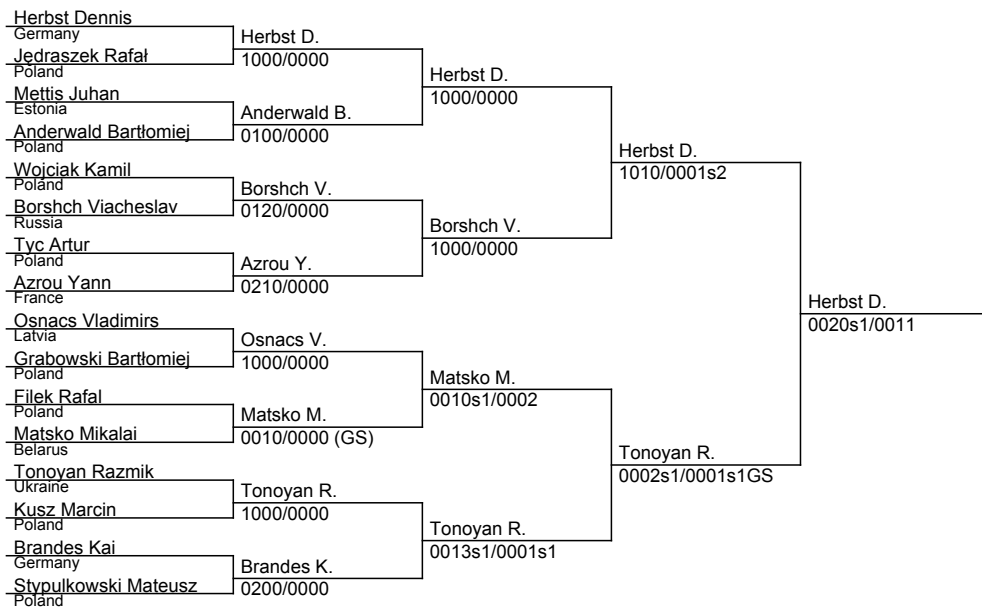 Herbst Dennis
Germany
Jędraszek Rafał
Poland
Mettis Juhan
Estonia
Anderwald Bartłomiej
Poland
Wojciak Kamil
Poland
Borshch Viacheslav
Russia
Tyc Artur
Poland
Azrou Yann
France
Osnacs Vladimirs
Latvia
Grabowski Bartłomiej
Poland
Filek Rafal
Poland
Matsko Mikalai
Belarus
Tonoyan Razmik
Ukraine
Kusz Marcin
Poland
Brandes Kai
Germany
Stypulkowski Mateusz
Poland
Herbst D.
1000/0000
Anderwald B.
0100/0000
Borshch V.
0120/0000
Azrou Y.
0210/0000
Osnacs V.
1000/0000
Matsko M.
0010/0000 (GS)
Tonoyan R.
1000/0000
Brandes K.
0200/0000
Herbst D.
1000/0000
Borshch V.
1000/0000
Matsko M.
0010s1/0002
Tonoyan R.
0013s1/0001s1
Herbst D.
1010/0001s2
Tonoyan R.
0002s1/0001s1GS
Herbst D.
0020s1/0011